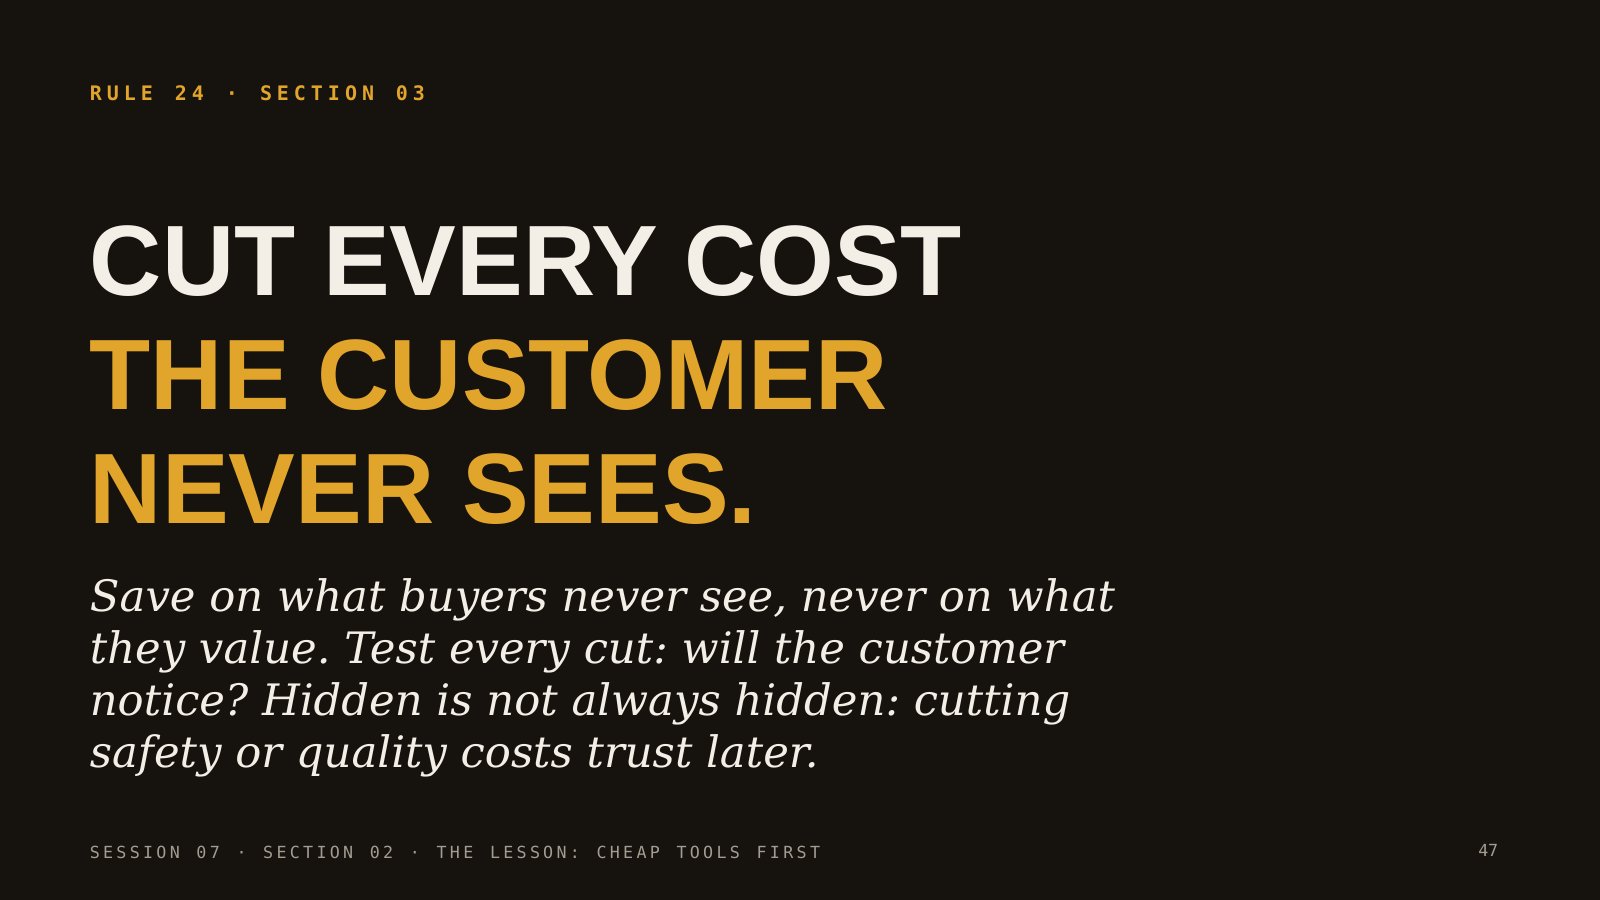 RULE 24 · SECTION 03
CUT EVERY COST
THE CUSTOMER
NEVER SEES.
Save on what buyers never see, never on what
they value. Test every cut: will the customer
notice? Hidden is not always hidden: cutting
safety or quality costs trust later.
SESSION 07 · SECTION 02 · THE LESSON: CHEAP TOOLS FIRST
47